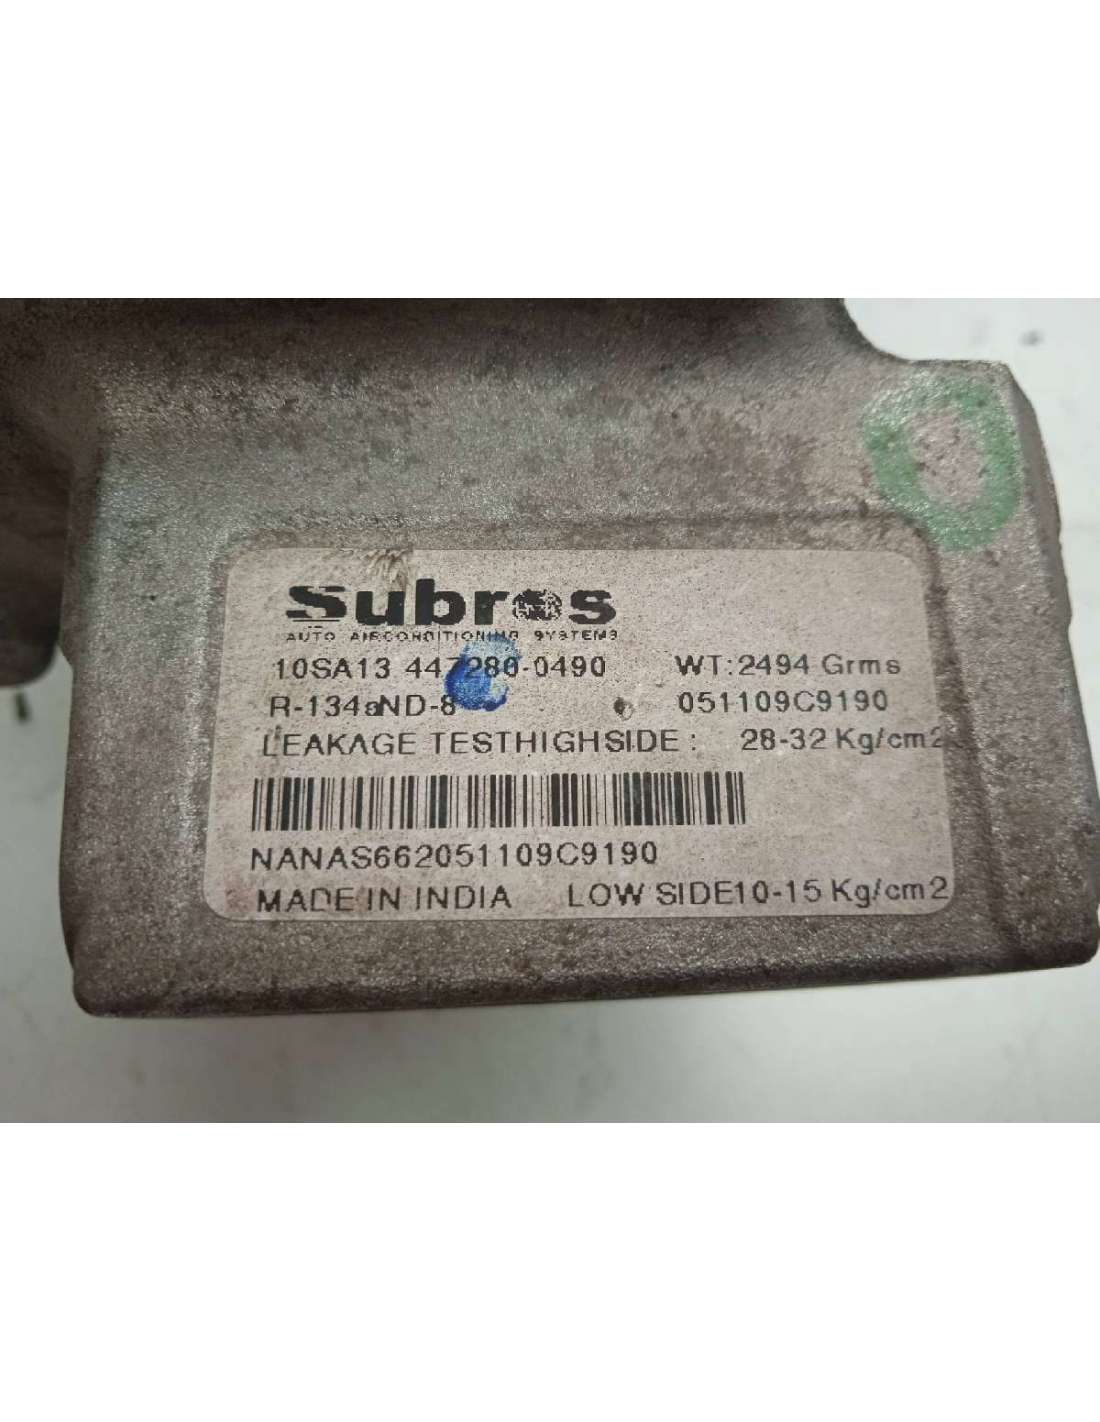 Subros
AUTO AIRCONDITIONING SYSTEMS
10SA13 447280-0490 WT:2494 Grms
R-134aND-8 051109C9190
LEAKAGE TESTHIGHSIDE : 28-32 Kg/cm2
NANAS662051109C9190
MADE IN INDIA LOW SIDE10-15 Kg/cm2